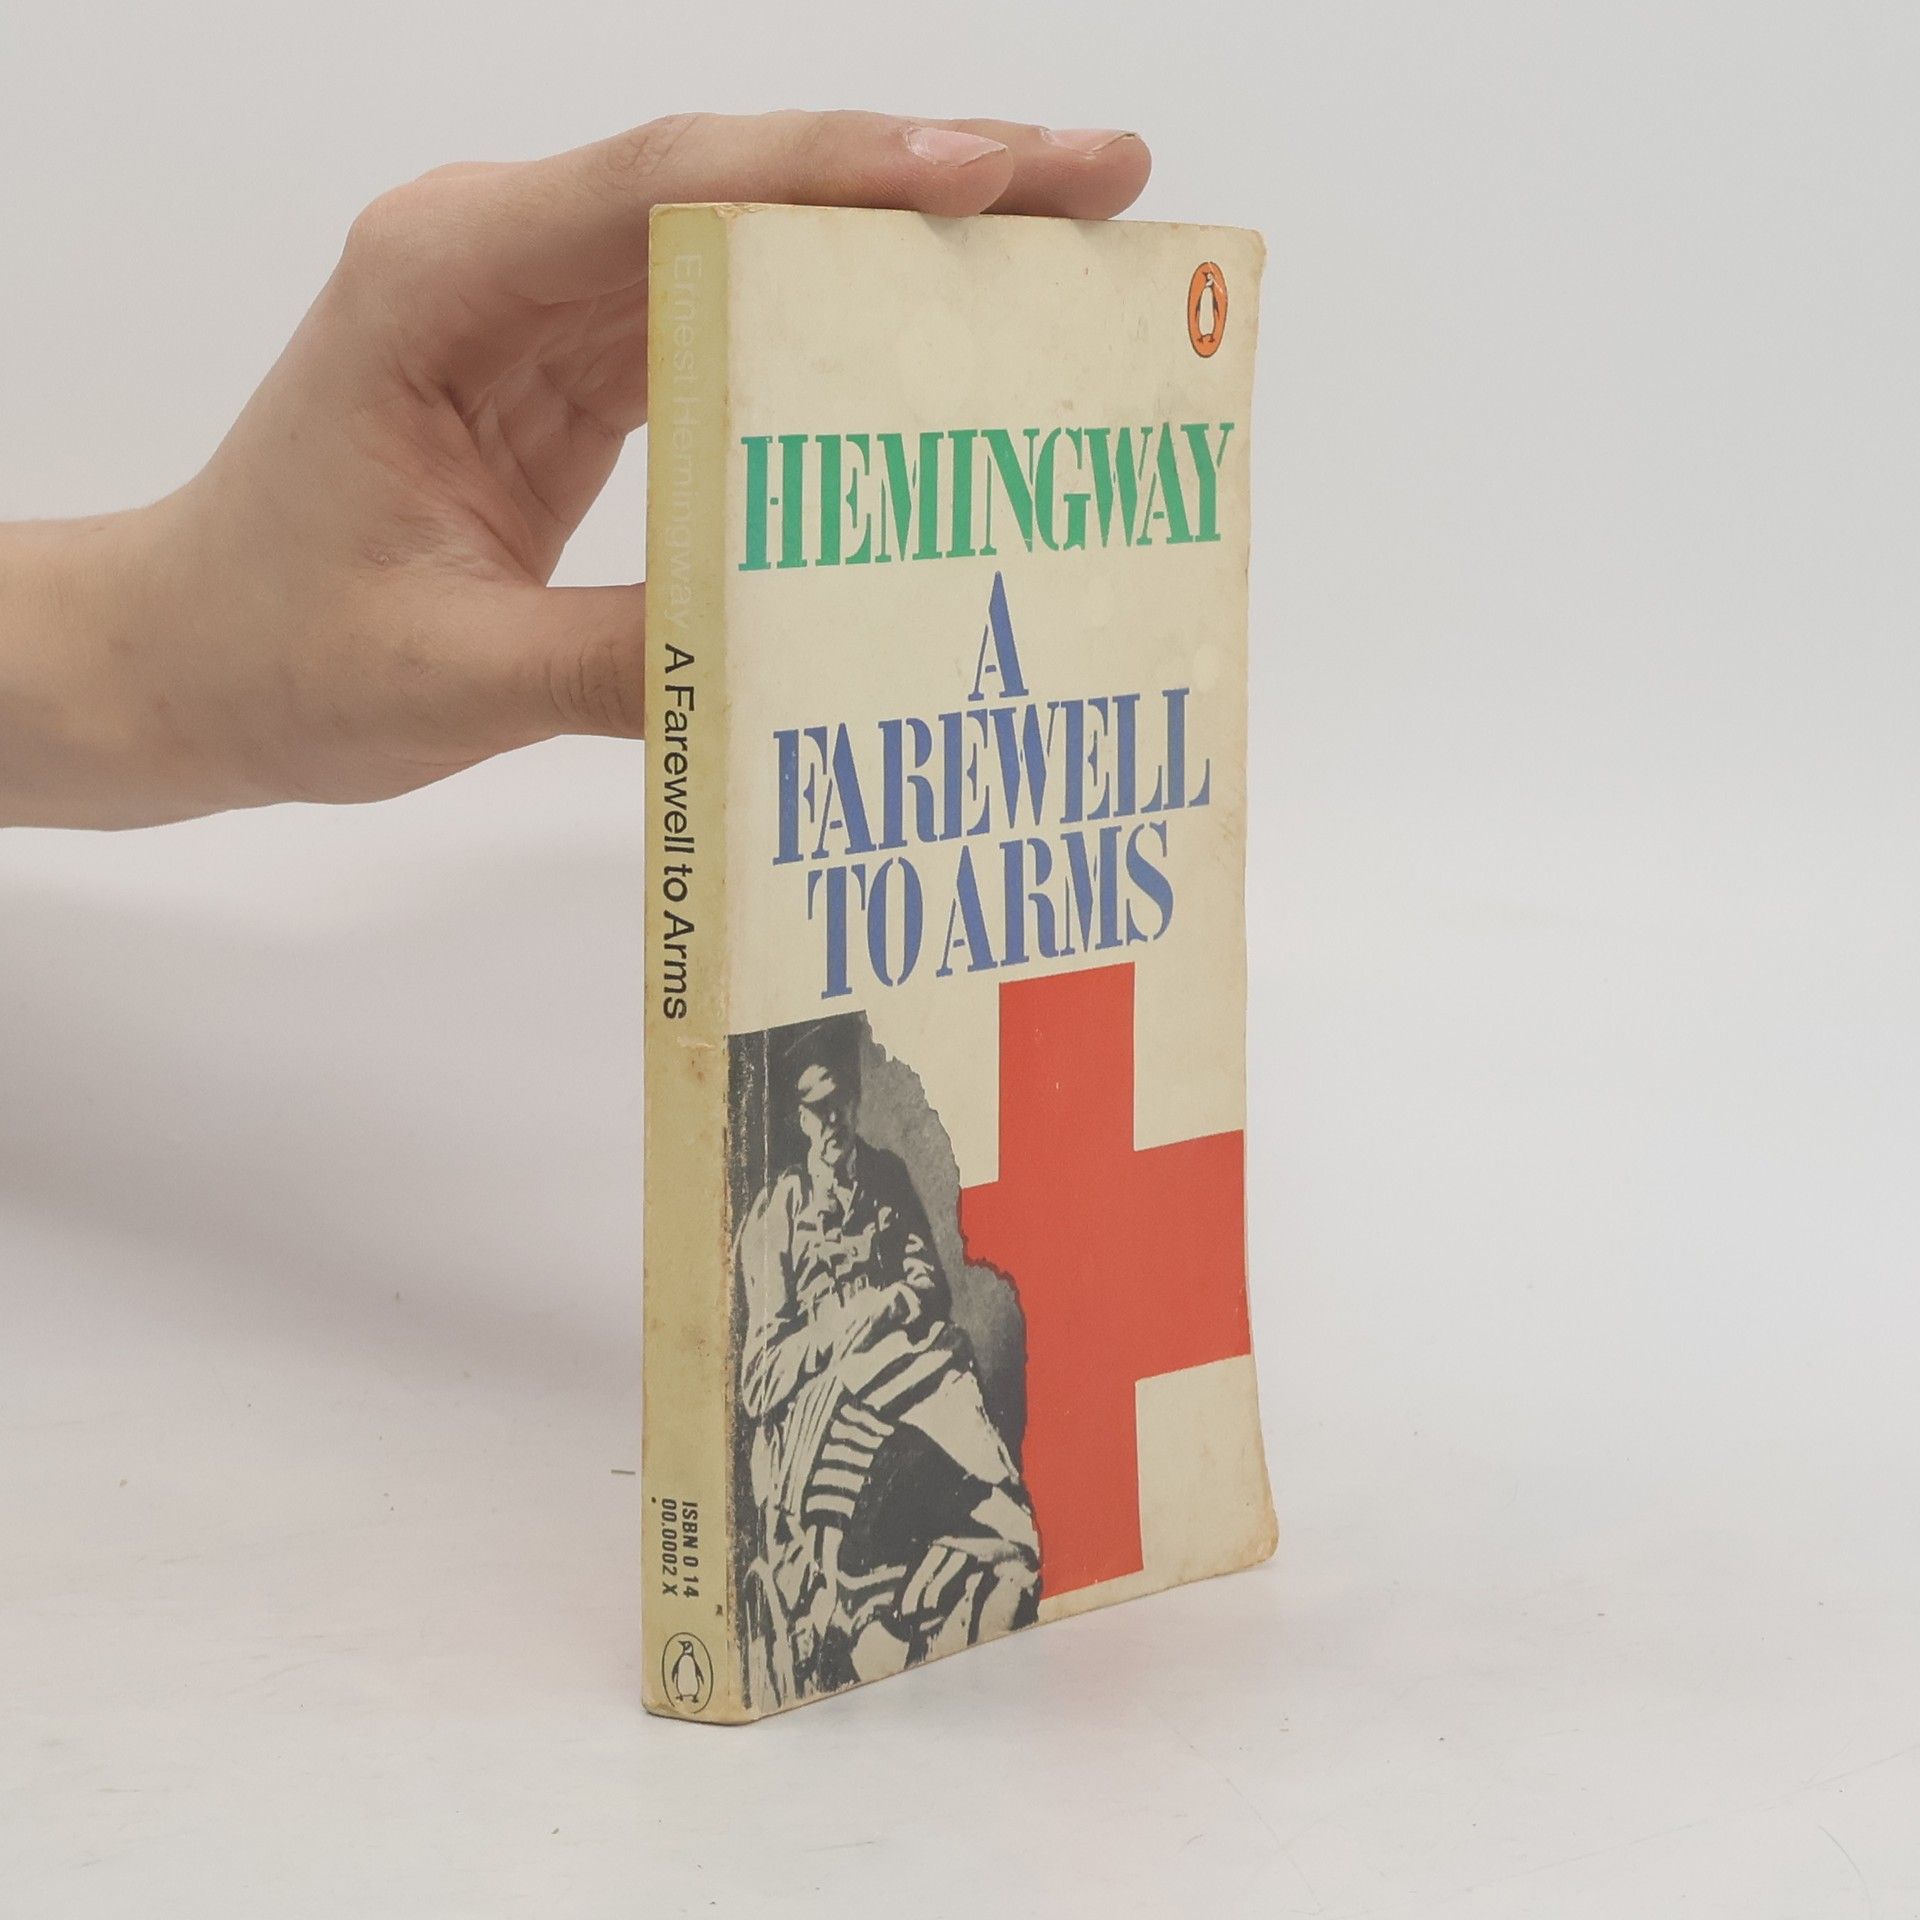 Ernest Hemingway A Farewell to Arms
ISBN 0 14
00.0002 X
HEMINGWAY
A
FAREWELL
TO ARMS